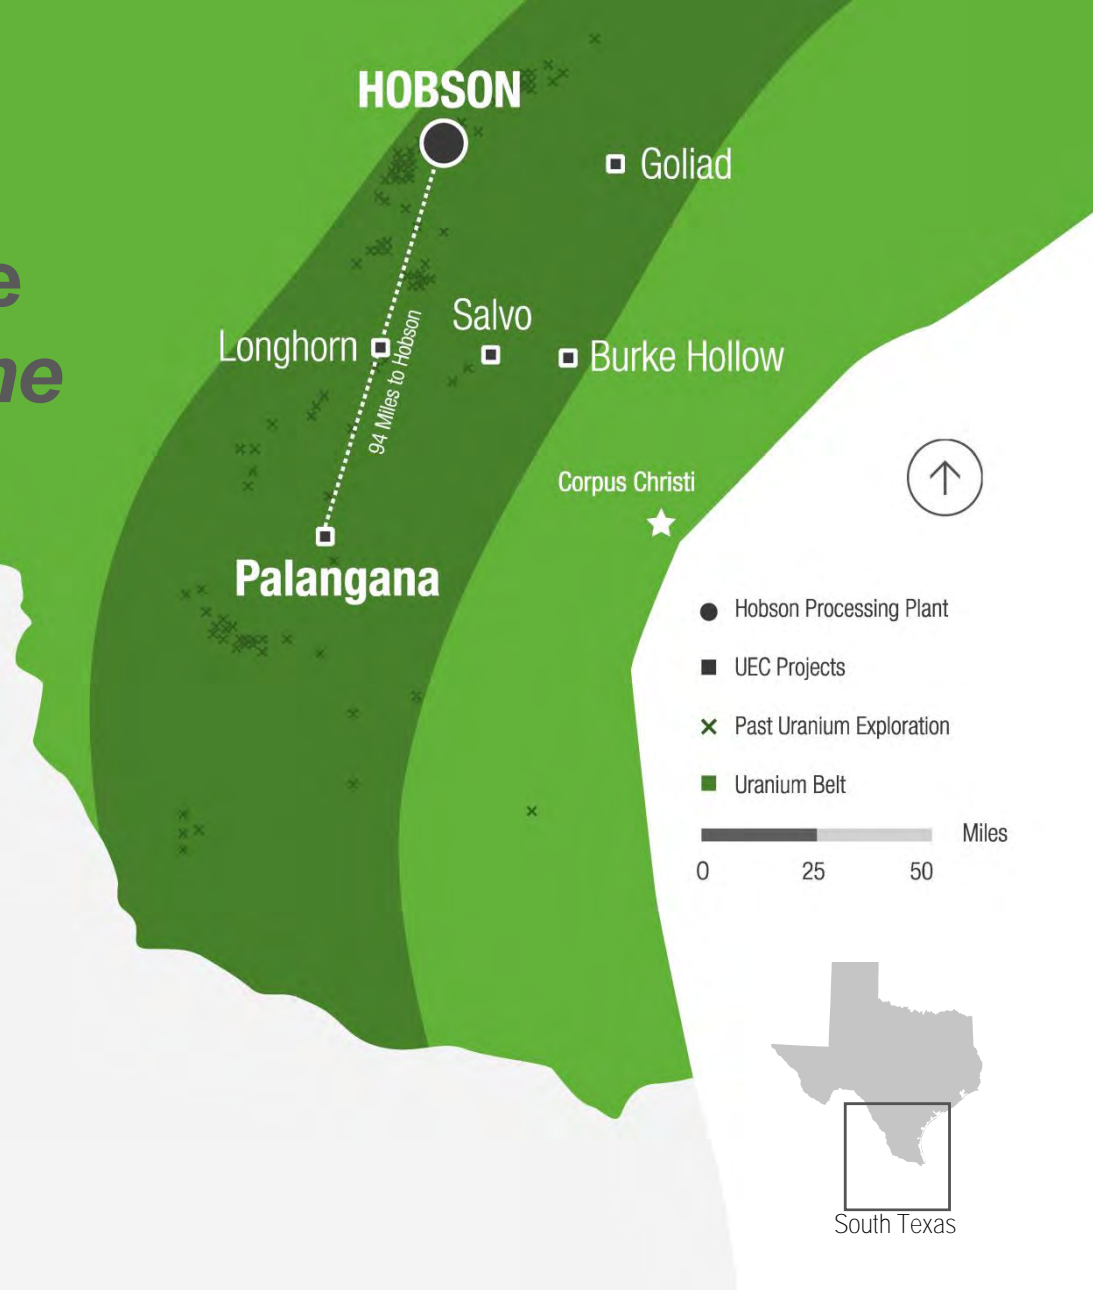 HOBSON
Goliad
e
Salvo
Longhorn
Burke Hollow
ne
94 Miles to Hobson
Corpus Christi
Palangana
Hobson Processing Plant
UEC Projects
Past Uranium Exploration
Uranium Belt
Miles
0 25 50
South Texas